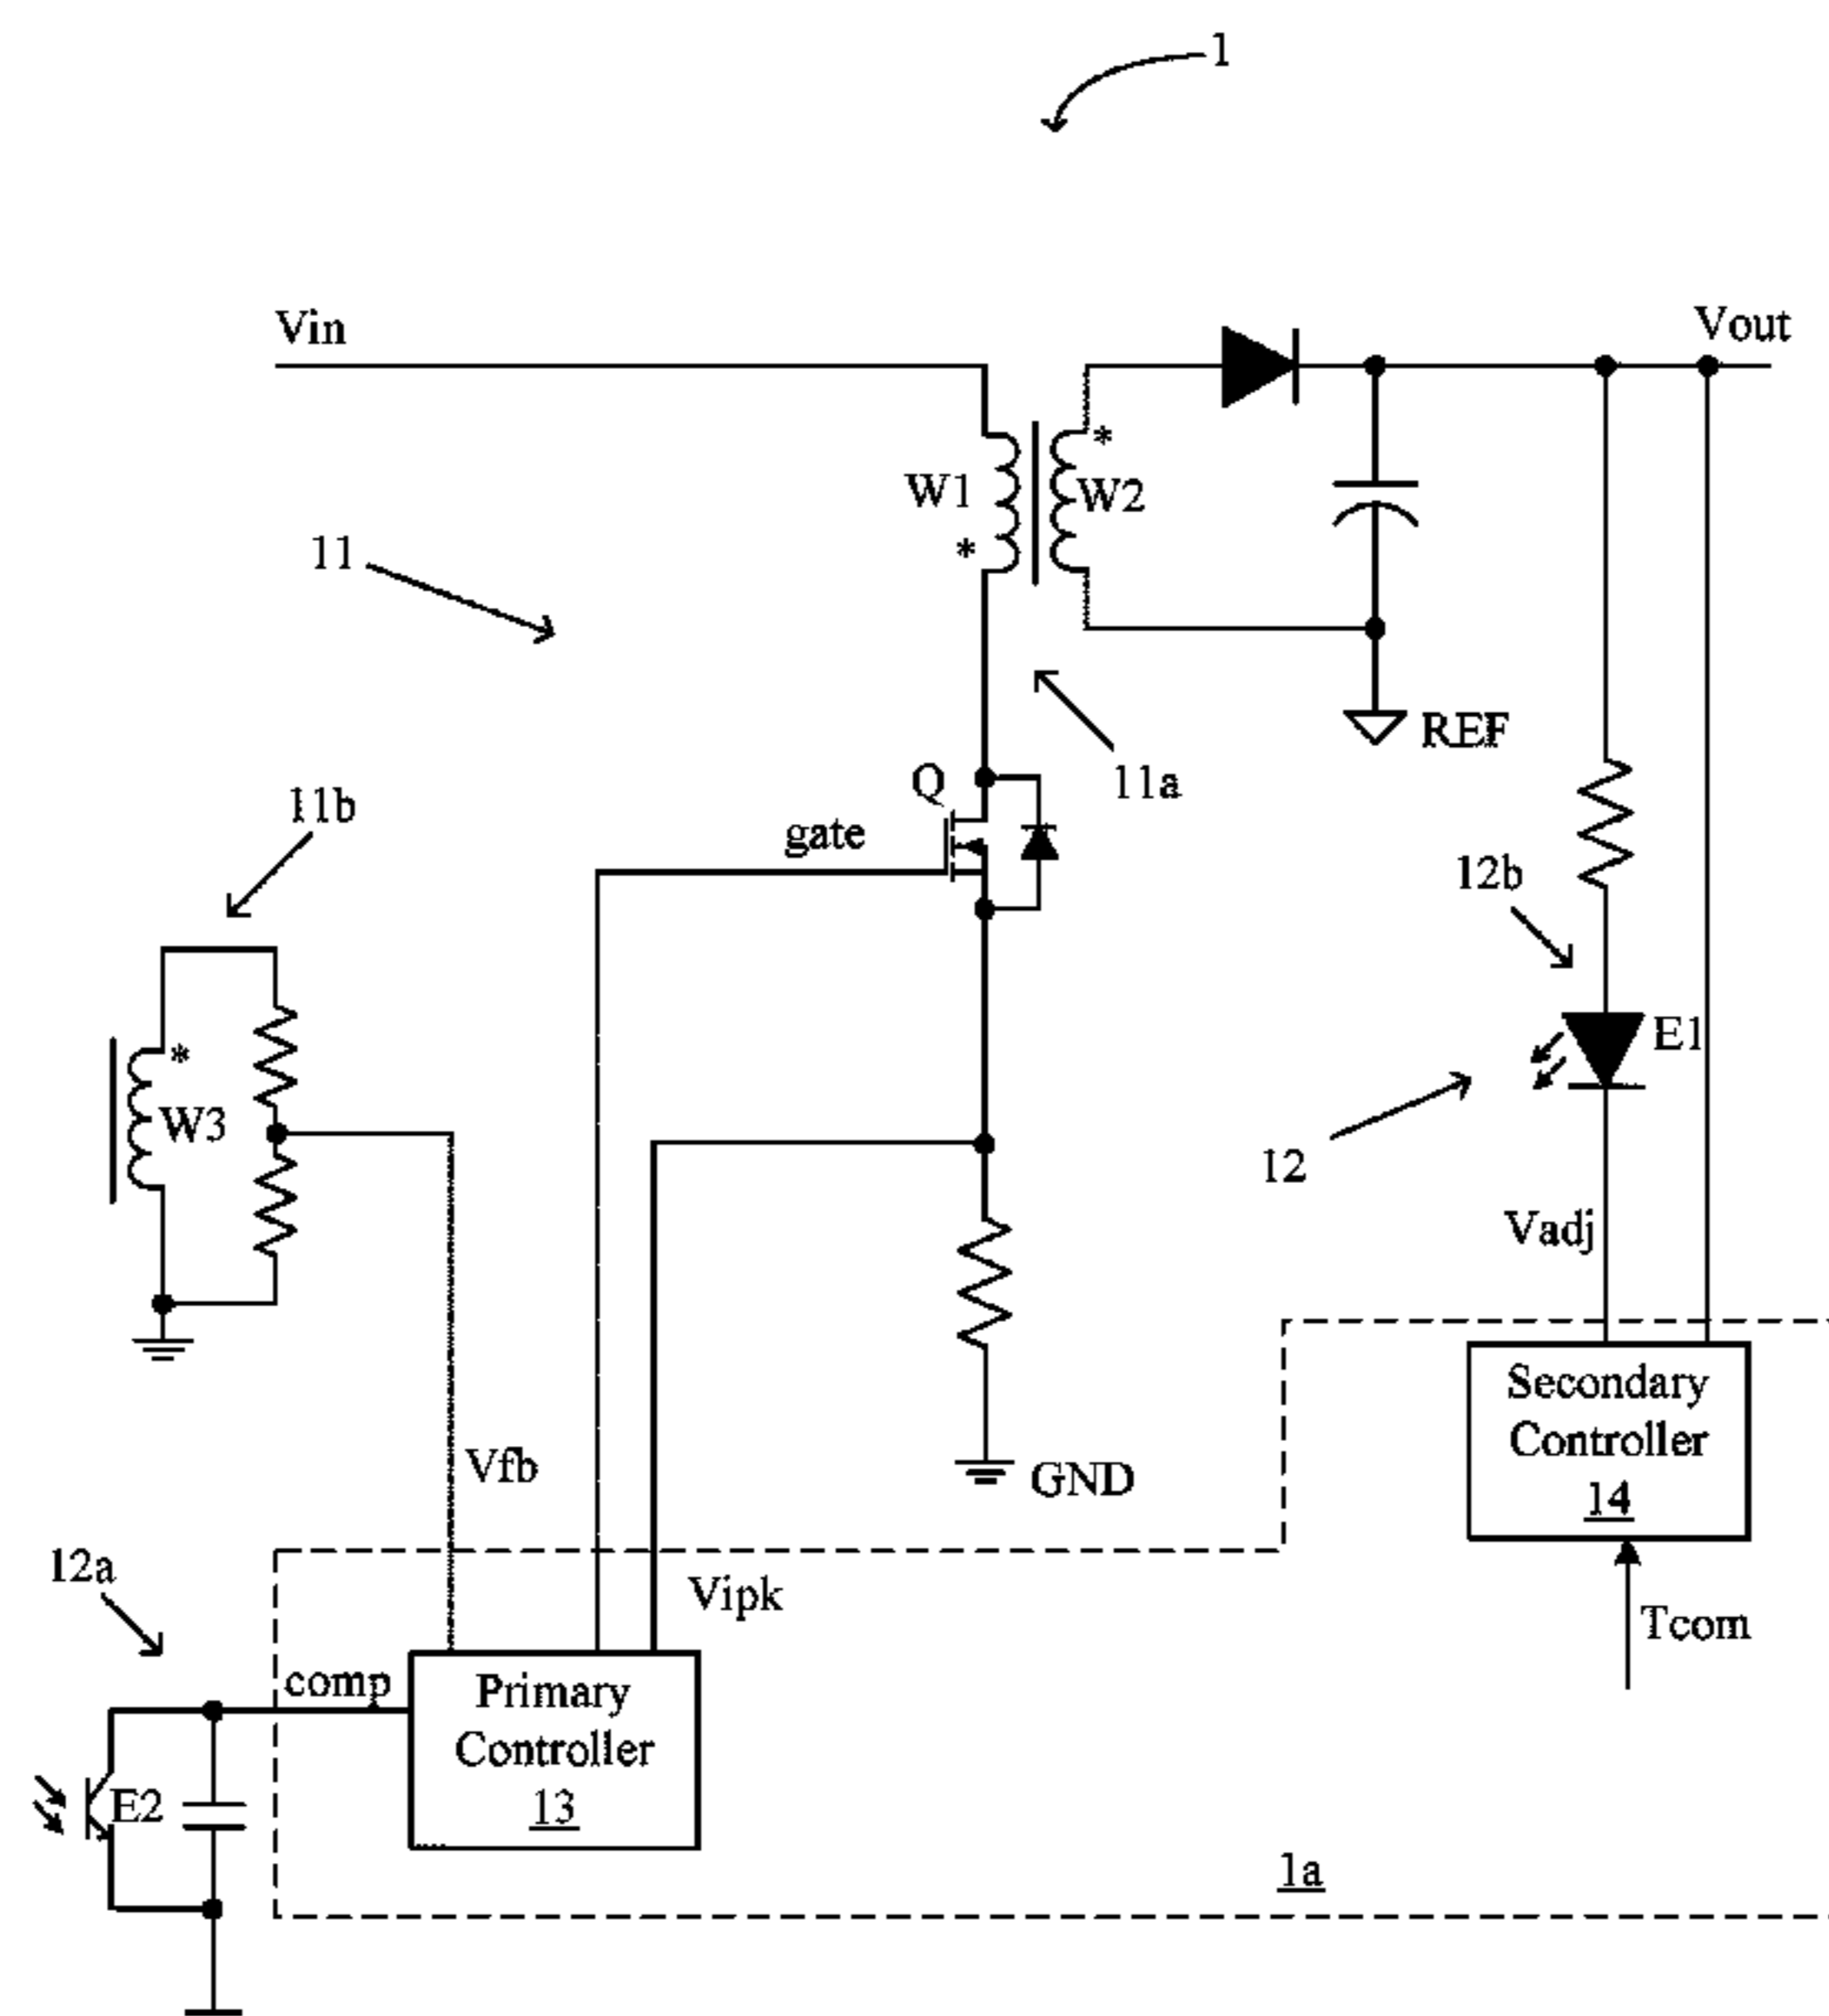 1
Vin
Vout
*
W1
W2
*
11
REF
Q
11a
11b
gate
12b
E1
*
W3
12
Vadj
Secondary
Controller
14
Vfb
GND
12a
Vipk
Tcom
comp
Primary
Controller
13
E2
1a